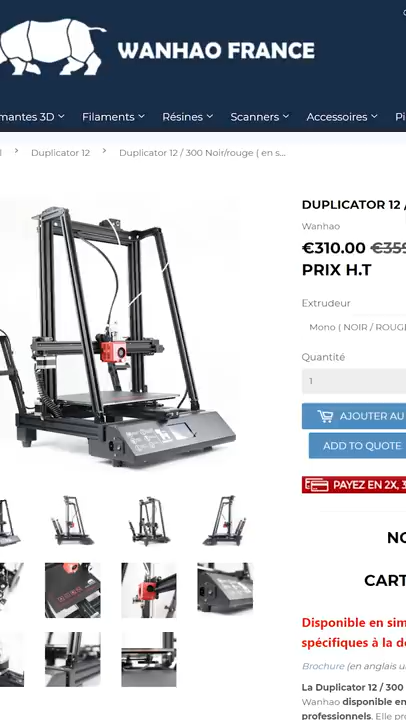 WANHAO FRANCE
mantes 3D
Filaments
Résines
Scanners
Accessoires
Duplicator 12
Duplicator 12 / 300 Noir/rouge ( en s...
DUPLICATOR 12 /
Wanhao
€310.00 €359
PRIX H.T
Extrudeur
Mono ( NOIR / ROUGE
Quantité
1
AJOUTER AU
ADD TO QUOTE
PAYEZ EN 2X, 3
NO
CART
Disponible en sim
spécifiques à la d
Brochure (en anglais u
La Duplicator 12 / 300
Wanhao disponible en
professionnels. Elle p